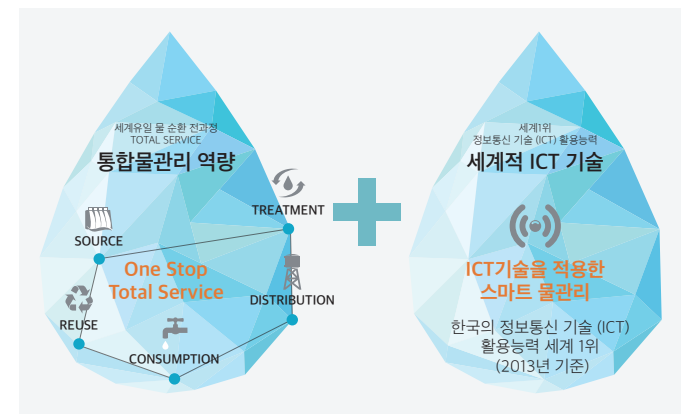 세계유일 물 순환 전과정
TOTAL SERVICE
통합물관리 역량
TREATMENT
SOURCE
One Stop
Total Service
DISTRIBUTION
REUSE
CONSUMPTION
세계1위
정보통신 기술 (ICT) 활용능력
세계적 ICT 기술
ICT기술을 적용한
스마트 물관리
한국의 정보통신 기술 (ICT)
활용능력 세계 1위
(2013년 기준)